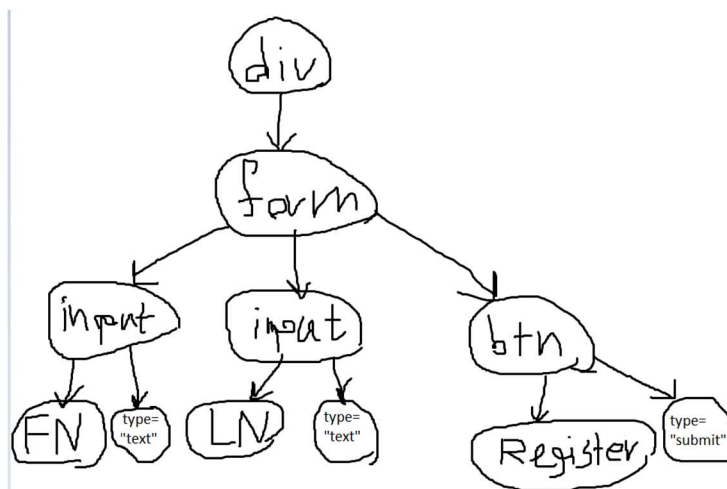 div
form
input
input
btn
FN
type=
"text"
LN
type=
"text"
Register
type=
"submit"